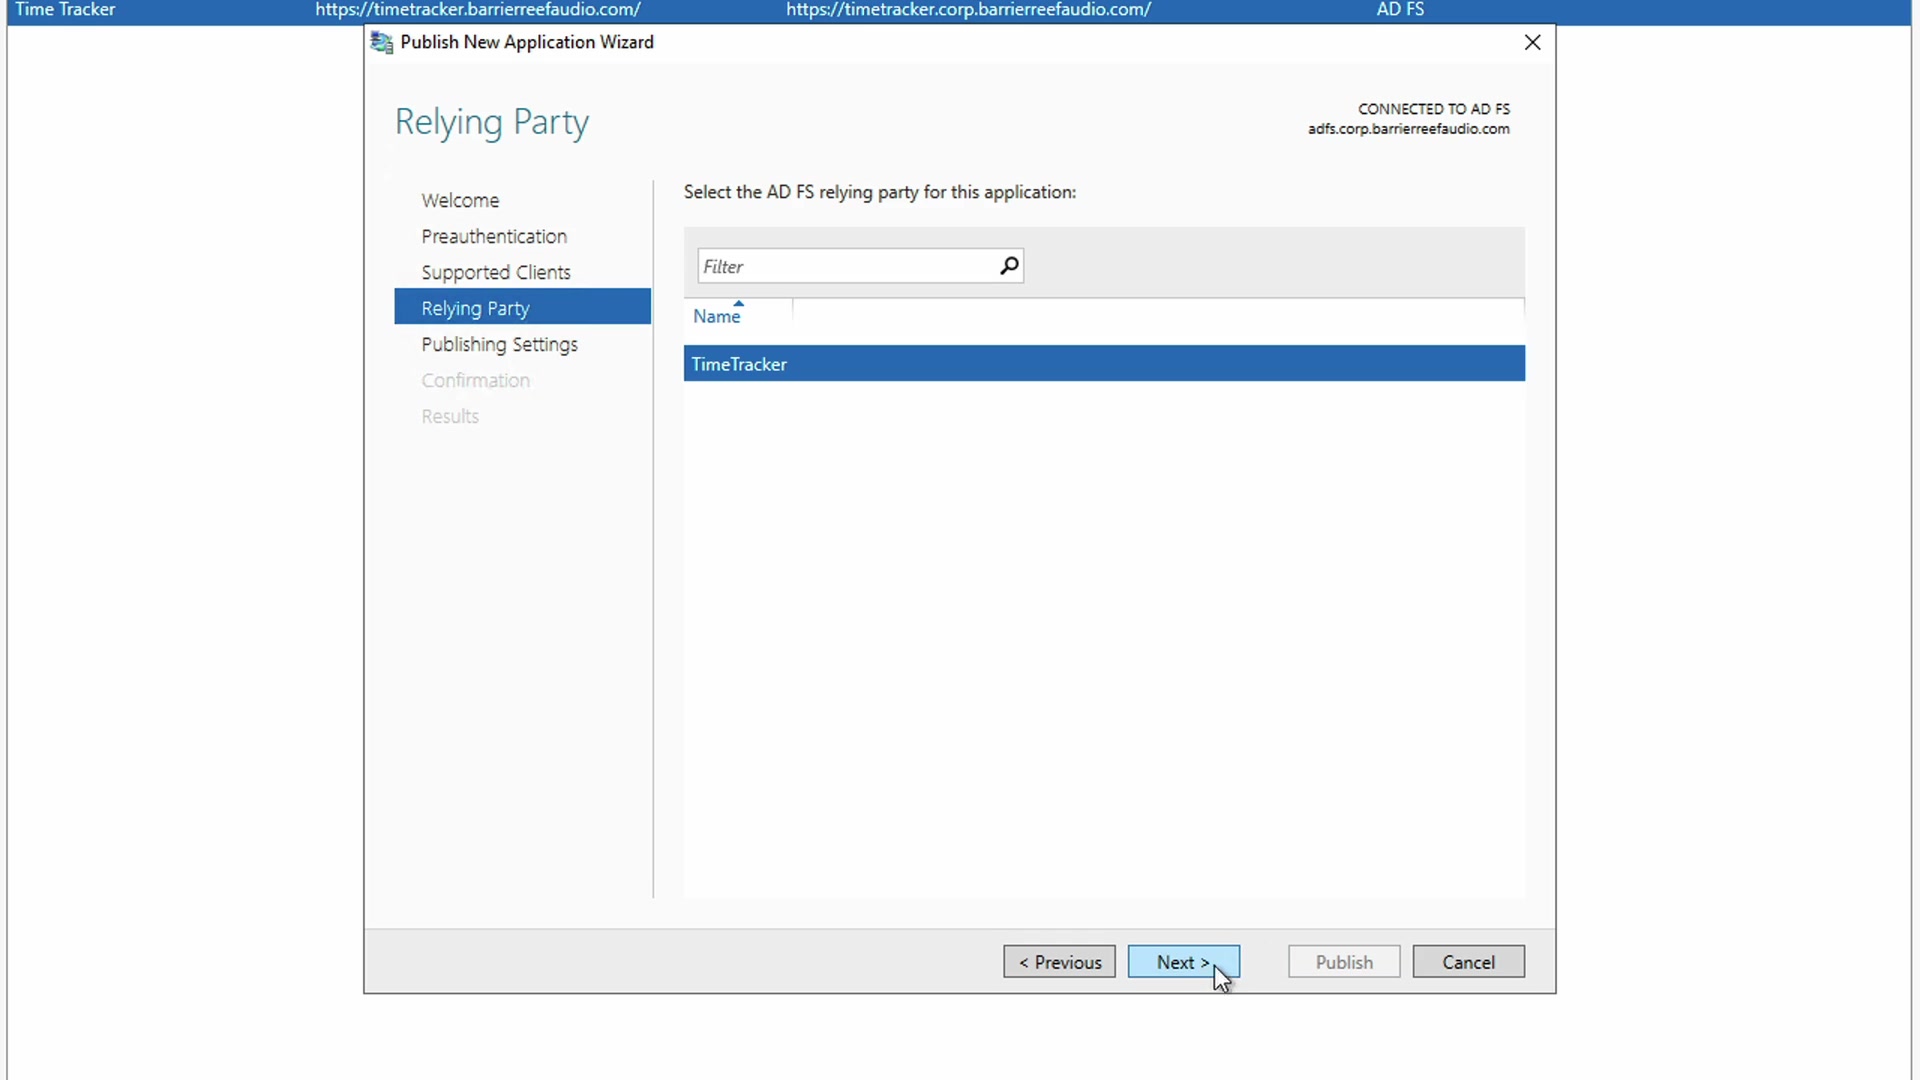 Time Tracker https://timetracker.barrierreefaudio.com/ https://timetracker.corp.barrierreefaudio.com/ AD FS
Publish New Application Wizard
Relying Party
CONNECTED TO AD FS
adfs.corp.barrierreefaudio.com
Welcome
Preauthentication
Supported Clients
Relying Party
Publishing Settings
Confirmation
Results
Select the AD FS relying party for this application:
Filter
Name
TimeTracker
< Previous
Next >
Publish
Cancel